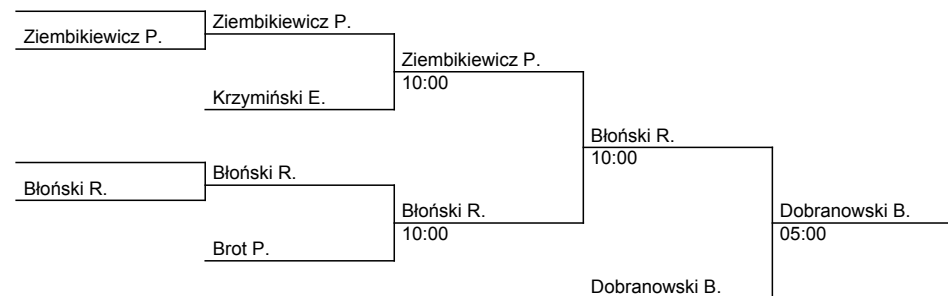 Ziembikiewicz P.
Ziembikiewicz P.
Ziembikiewicz P.
10:00
Krzymiński E.
Błoński R.
10:00
Błoński R.
Błoński R.
Błoński R.
10:00
Dobranowski B.
05:00
Brot P.
Dobranowski B.